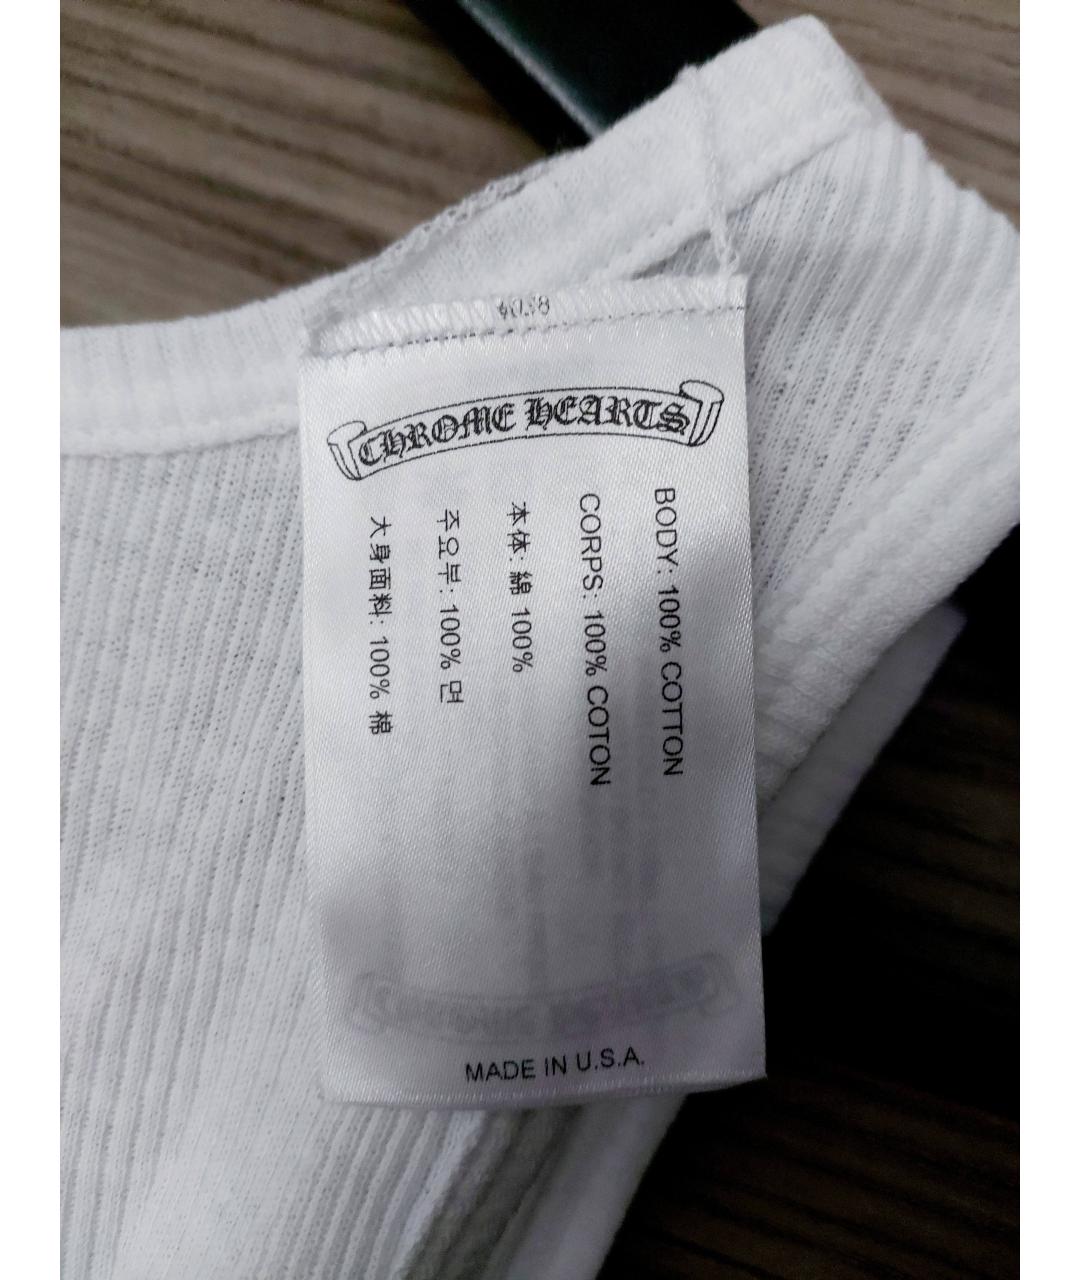 CHROME HEARTS
BODY: 100% COTTON
CORPS: 100% COTON
本体: 綿 100%
주요부: 100% 면
大身面料: 100% 棉
MADE IN U.S.A.